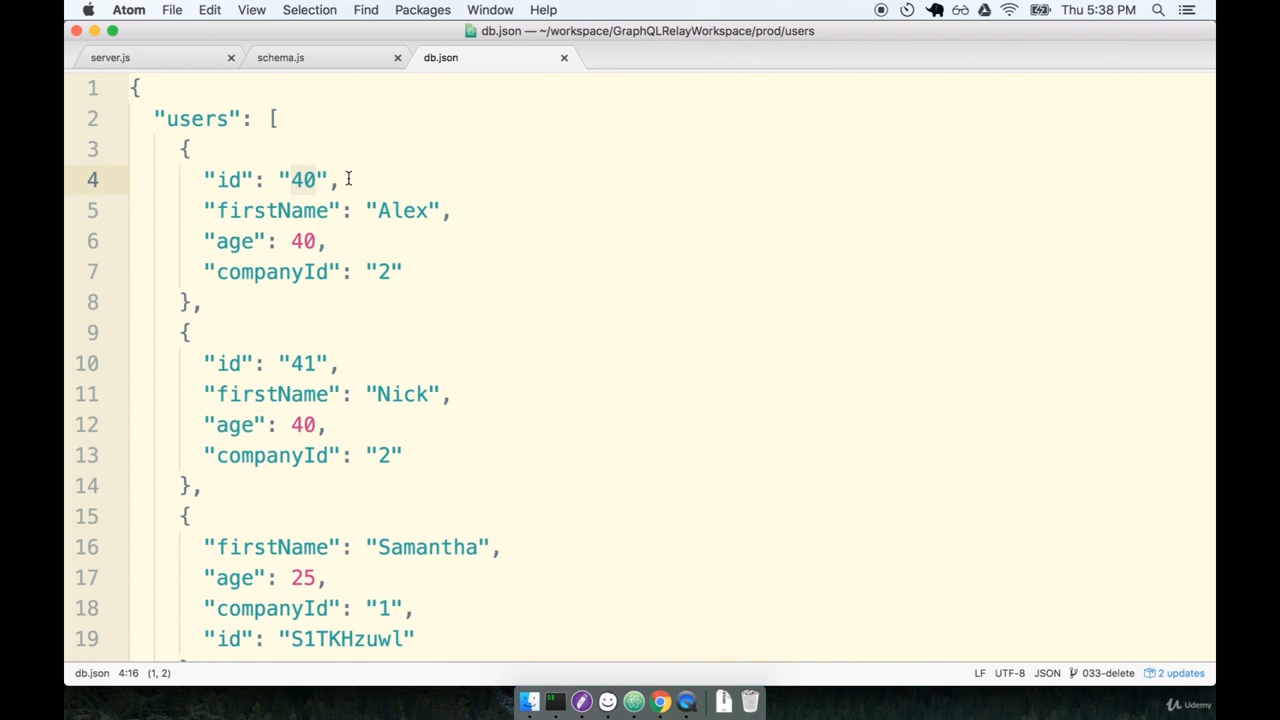 Atom File Edit View Selection Find Packages Window Help Thu 5:38 PM
db.json — ~/workspace/GraphQLRelayWorkspace/prod/users
server.js schema.js db.json
1 {
2 "users": [
3 {
4 "id": "40",
5 "firstName": "Alex",
6 "age": 40,
7 "companyId": "2"
8 },
9 {
10 "id": "41",
11 "firstName": "Nick",
12 "age": 40,
13 "companyId": "2"
14 },
15 {
16 "firstName": "Samantha",
17 "age": 25,
18 "companyId": "1",
19 "id": "S1TKHzuwl"
db.json 4:16 (1, 2) LF UTF-8 JSON 033-delete 2 updates
Udemy